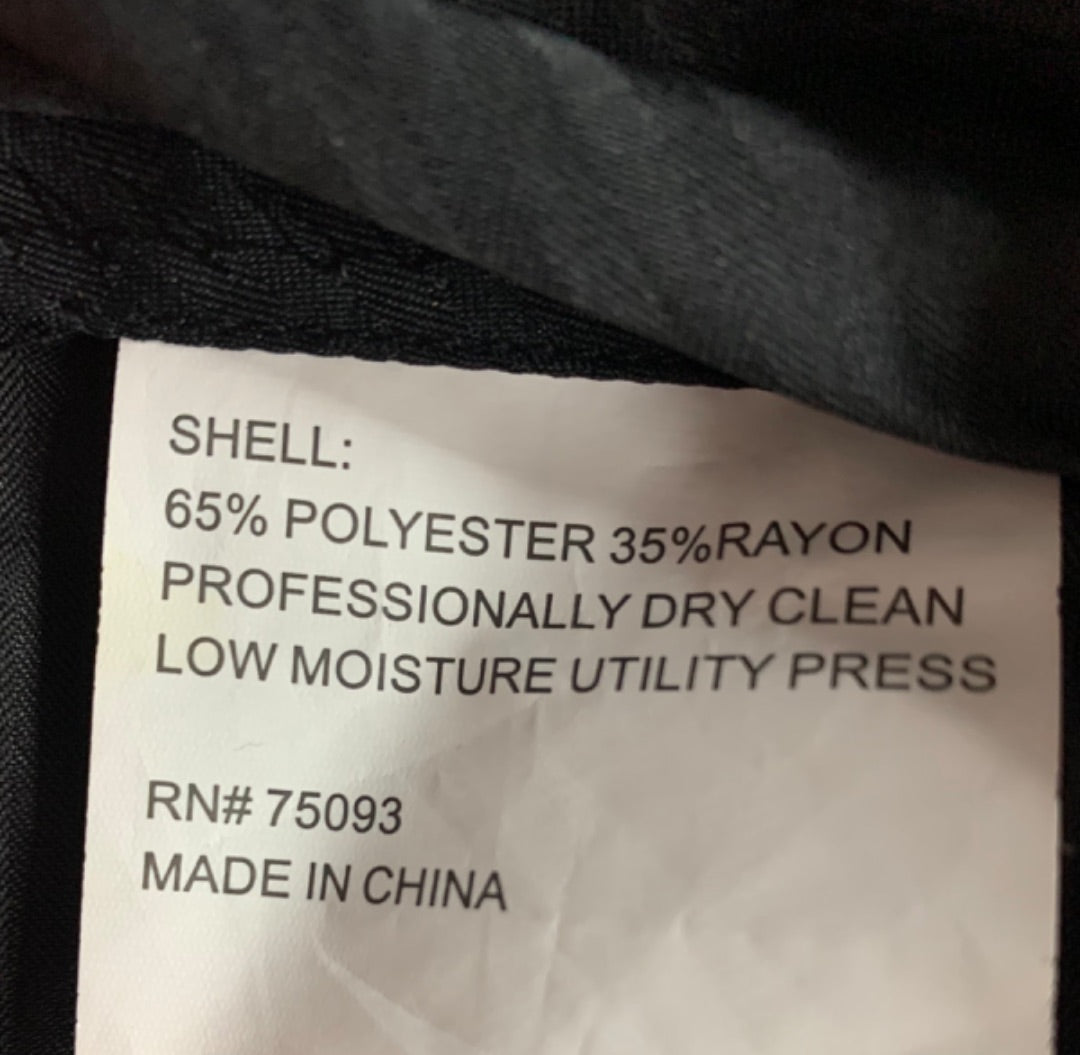 SHELL:
65% POLYESTER 35%RAYON
PROFESSIONALLY DRY CLEAN
LOW MOISTURE UTILITY PRESS
RN# 75093
MADE IN CHINA